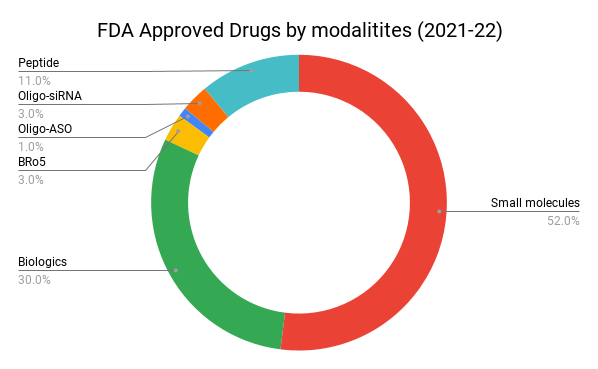 FDA Approved Drugs by modalitites (2021-22)
Peptide
11.0%
Oligo-siRNA
3.0%
Oligo-ASO
1.0%
BRo5
3.0%
Biologics
30.0%
Small molecules
52.0%